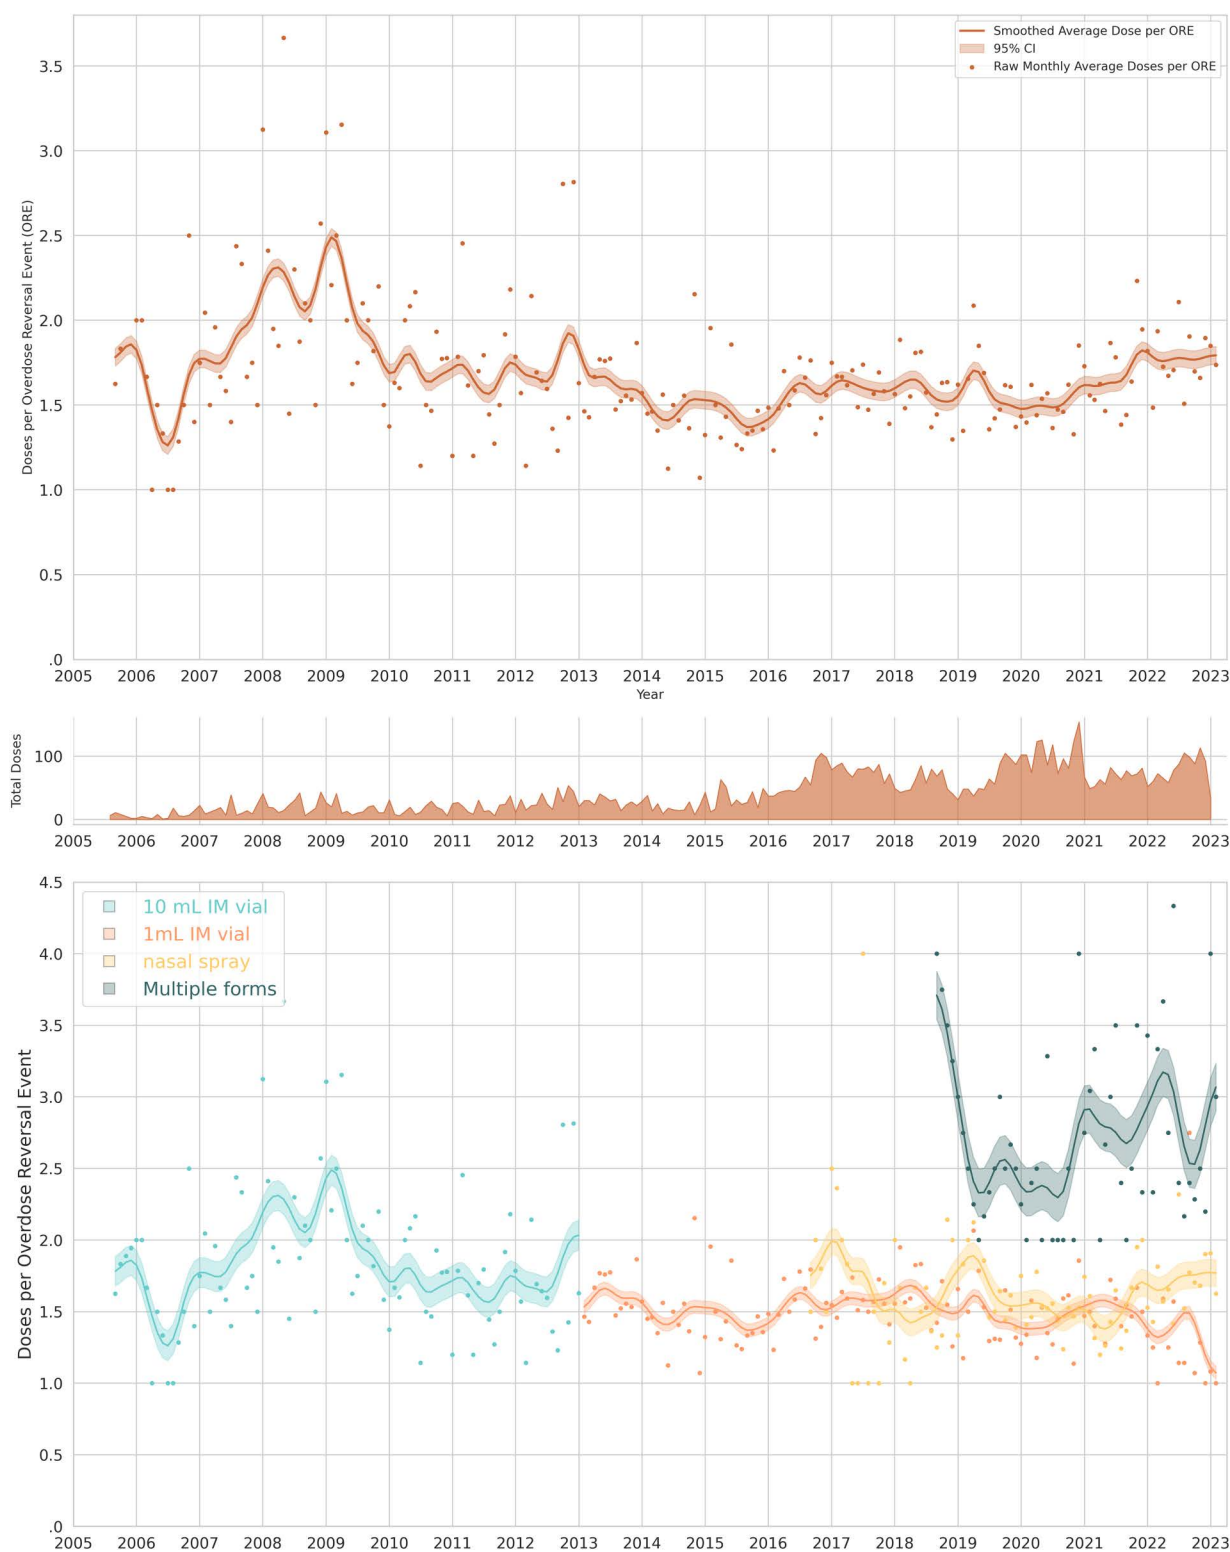 Smoothed Average Dose per ORE
95% CI
Raw Monthly Average Doses per ORE
Doses per Overdose Reversal Event (ORE)
3.5
3.0
2.5
2.0
1.5
1.0
0.5
.0
2005 2006 2007 2008 2009 2010 2011 2012 2013 2014 2015 2016 2017 2018 2019 2020 2021 2022 2023
Year
Total Doses
100
0
2005 2006 2007 2008 2009 2010 2011 2012 2013 2014 2015 2016 2017 2018 2019 2020 2021 2022 2023
Doses per Overdose Reversal Event
4.5
4.0
3.5
3.0
2.5
2.0
1.5
1.0
0.5
.0
10 mL IM vial
1mL IM vial
nasal spray
Multiple forms
2005 2006 2007 2008 2009 2010 2011 2012 2013 2014 2015 2016 2017 2018 2019 2020 2021 2022 2023